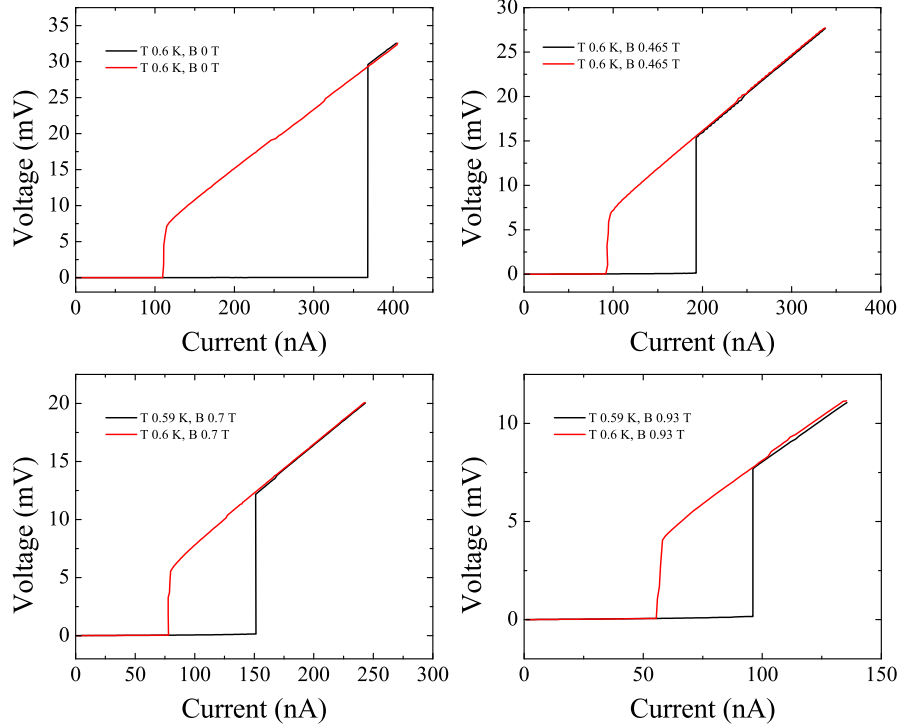 35
30
25
20
15
10
5
0
Voltage (mV)
T 0.6 K, B 0 T
T 0.6 K, B 0 T
0 100 200 300 400
Current (nA)
30
25
20
15
10
5
0
Voltage (mV)
T 0.6 K, B 0.465 T
T 0.6 K, B 0.465 T
0 100 200 300 400
Current (nA)
20
15
10
5
0
Voltage (mV)
T 0.59 K, B 0.7 T
T 0.6 K, B 0.7 T
0 50 100 150 200 250 300
Current (nA)
10
5
0
Voltage (mV)
T 0.59 K, B 0.93 T
T 0.6 K, B 0.93 T
0 50 100 150
Current (nA)